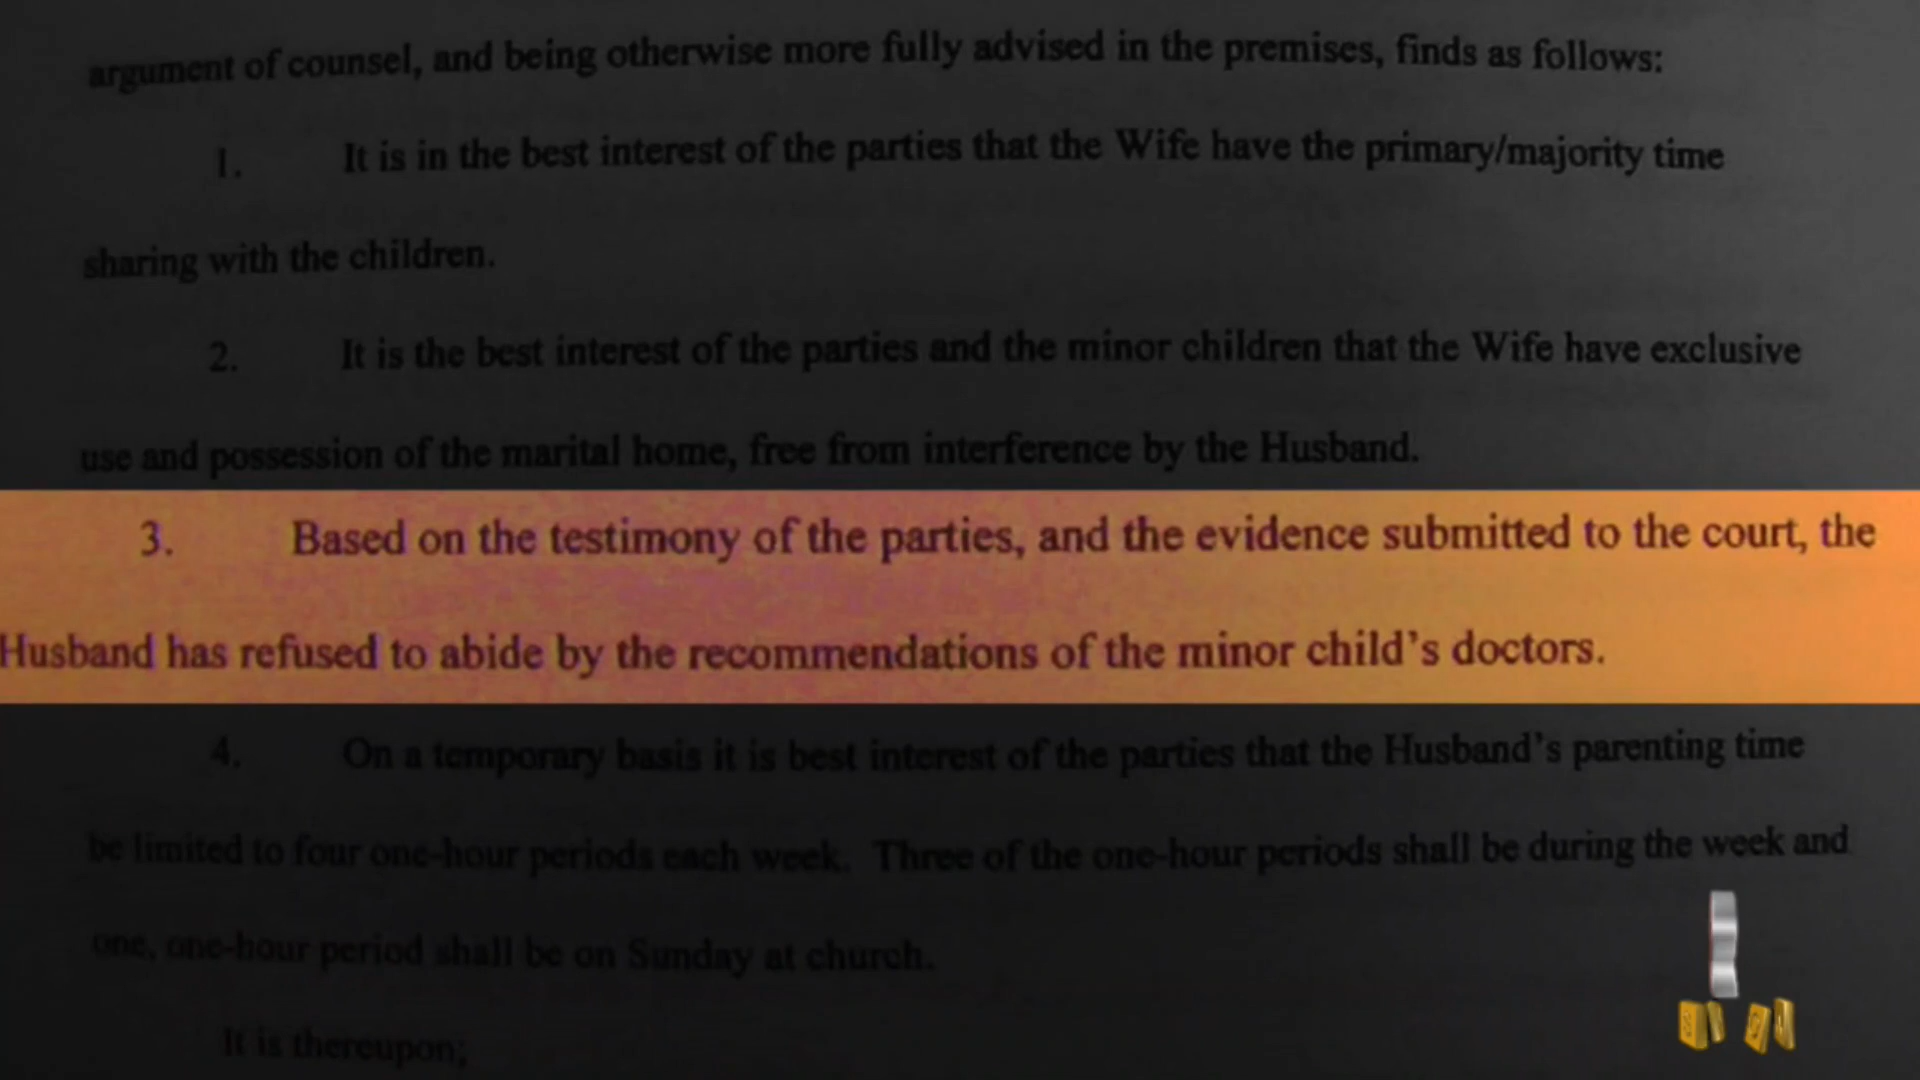 argument of counsel, and being otherwise more fully advised in the premises, finds as follows:
1. It is in the best interest of the parties that the Wife have the primary/majority time
sharing with the children.
2. It is the best interest of the parties and the minor children that the Wife have exclusive
use and possession of the marital home, free from interference by the Husband.
3. Based on the testimony of the parties, and the evidence submitted to the court, the
Husband has refused to abide by the recommendations of the minor child's doctors.
4. On a temporary basis it is best interest of the parties that the Husband's parenting time
be limited to four one-hour periods each week. Three of the one-hour periods shall be during the week and
one, one-hour period shall be on Sunday at church.
It is thereupon;